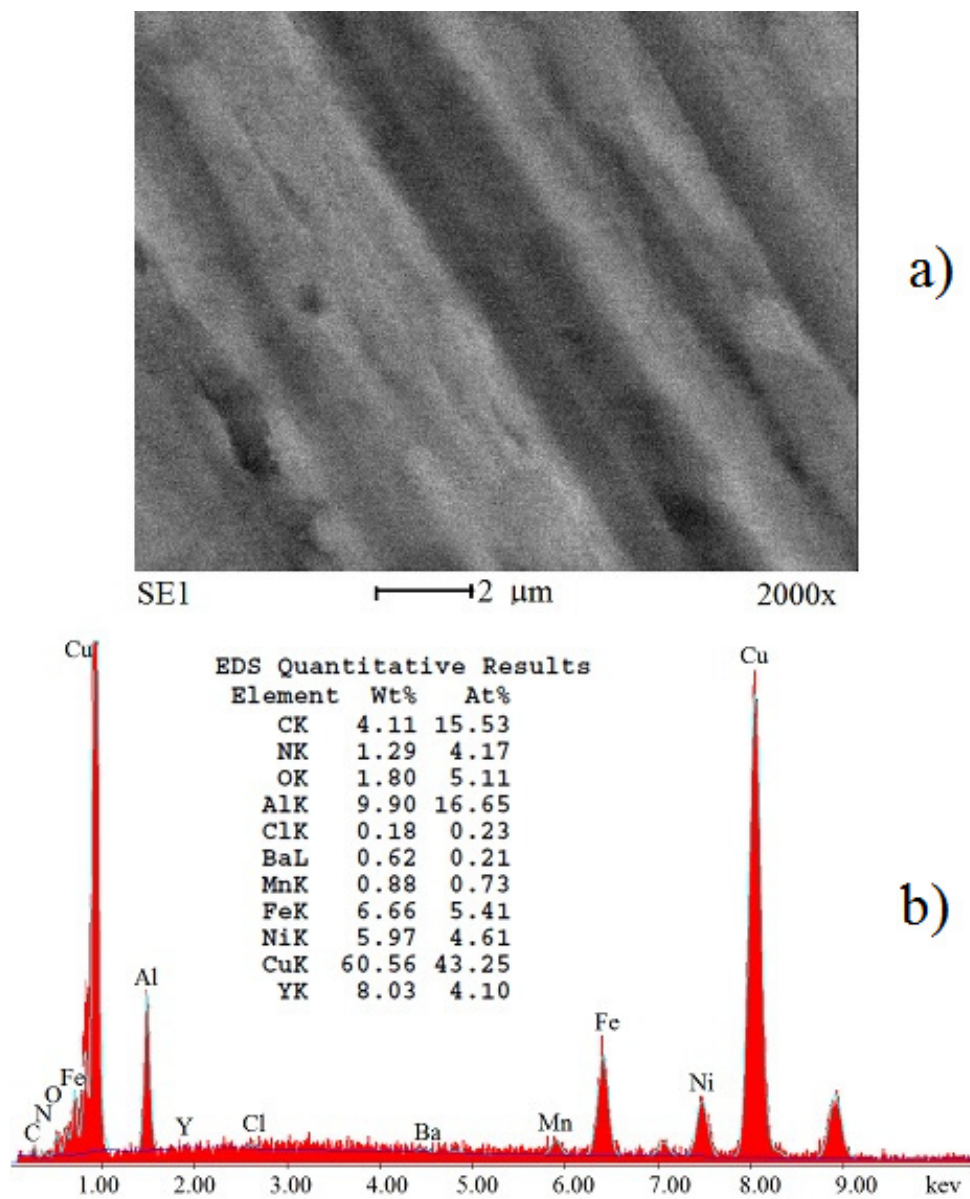 a)
SE1 2 μm 2000x
Cu
EDS Quantitative Results
Element Wt% At%
CK 4.11 15.53
NK 1.29 4.17
OK 1.80 5.11
AlK 9.90 16.65
ClK 0.18 0.23
BaL 0.62 0.21
MnK 0.88 0.73
FeK 6.66 5.41
NiK 5.97 4.61
CuK 60.56 43.25
YK 8.03 4.10
Cu
b)
Al
Fe
C N O Fe
Y Cl Ba Mn Ni
1.00 2.00 3.00 4.00 5.00 6.00 7.00 8.00 9.00 kev